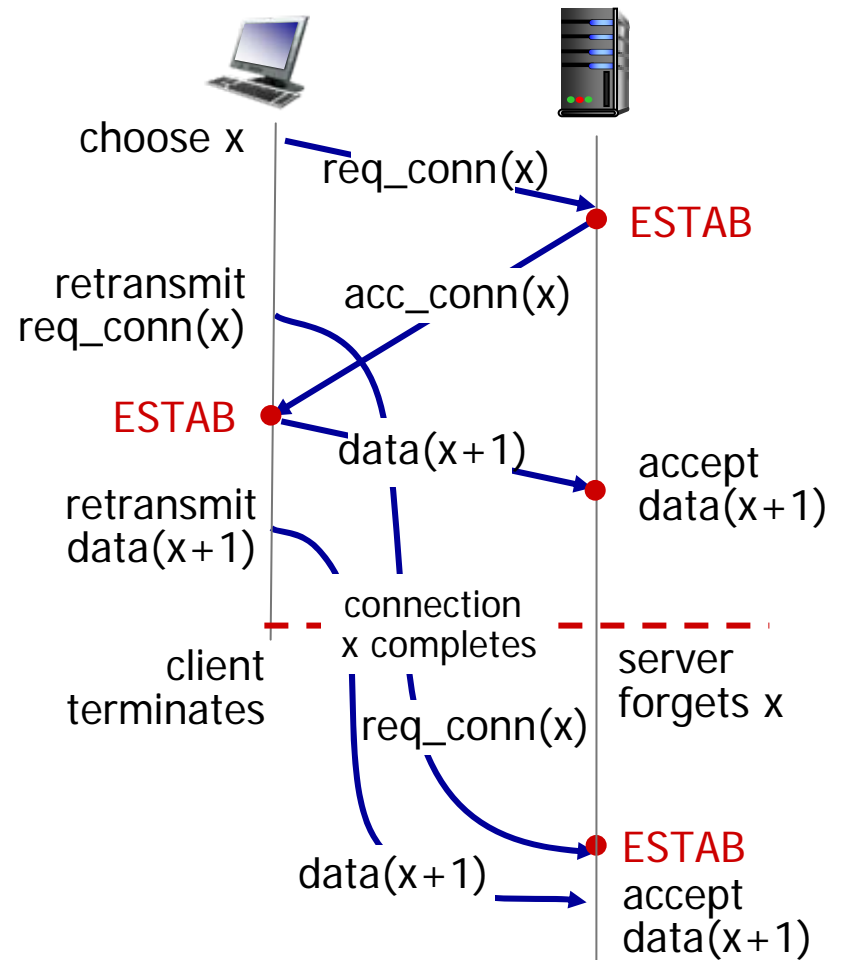 choose x
req_conn(x)
ESTAB
retransmit
req_conn(x)
acc_conn(x)
ESTAB
data(x+1)
accept
data(x+1)
retransmit
data(x+1)
connection
x completes
client
terminates
server
forgets x
req_conn(x)
ESTAB
data(x+1)
accept
data(x+1)